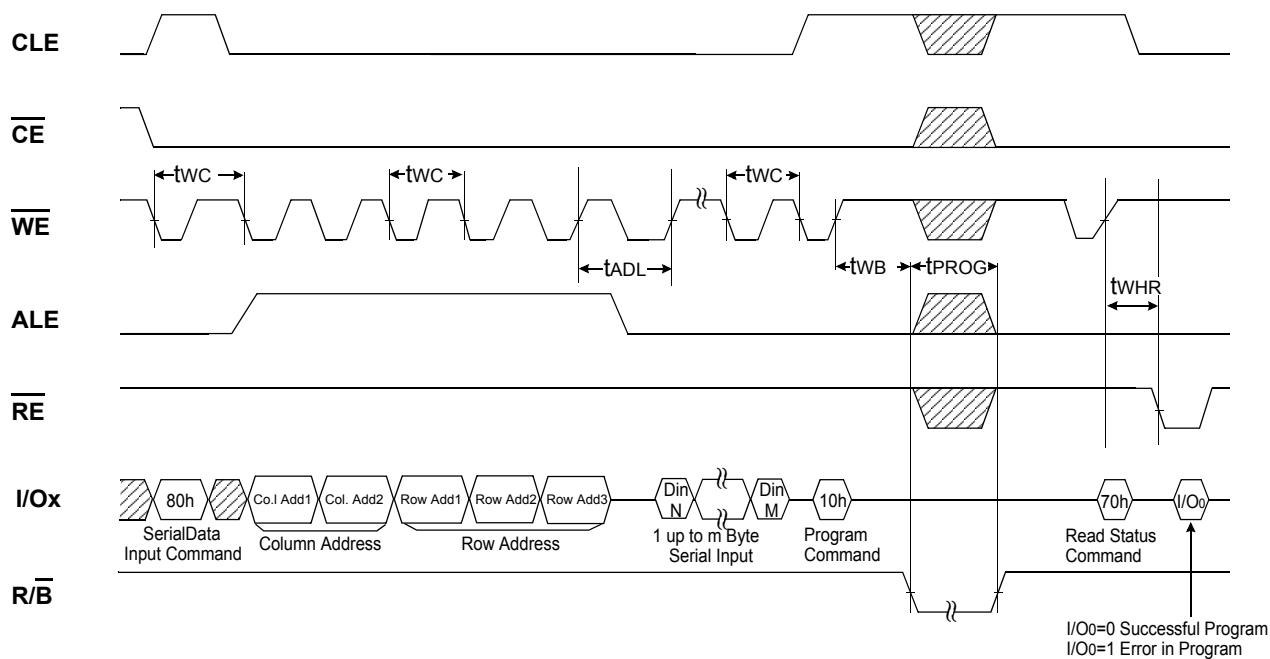 CLE
CE
tWC
tWC
tWC
WE
tADL
tWB
tPROG
tWHR
ALE
RE
I/Ox
80h
Co.l Add1
Col. Add2
Row Add1
Row Add2
Row Add3
Din
N
Din
M
10h
70h
I/O0
SerialData
Input Command
Column Address
Row Address
1 up to m Byte
Serial Input
Program
Command
Read Status
Command
R/B
I/O0=0 Successful Program
I/O0=1 Error in Program